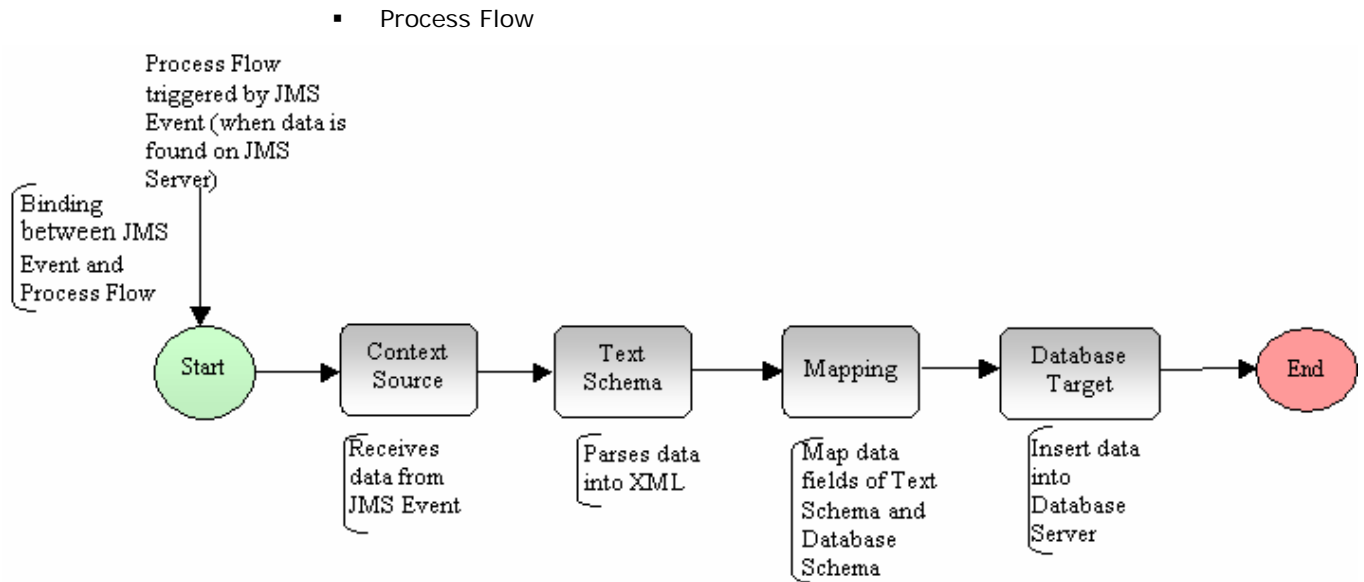 ▪ Process Flow
Process Flow
triggered by JMS
Event (when data is
found on JMS
Server)
Binding
between JMS
Event and
Process Flow
Start
Context
Source
Text
Schema
Mapping
Database
Target
End
Receives
data from
JMS Event
Parses data
into XML
Map data
fields of Text
Schema and
Database
Schema
Insert data
into
Database
Server